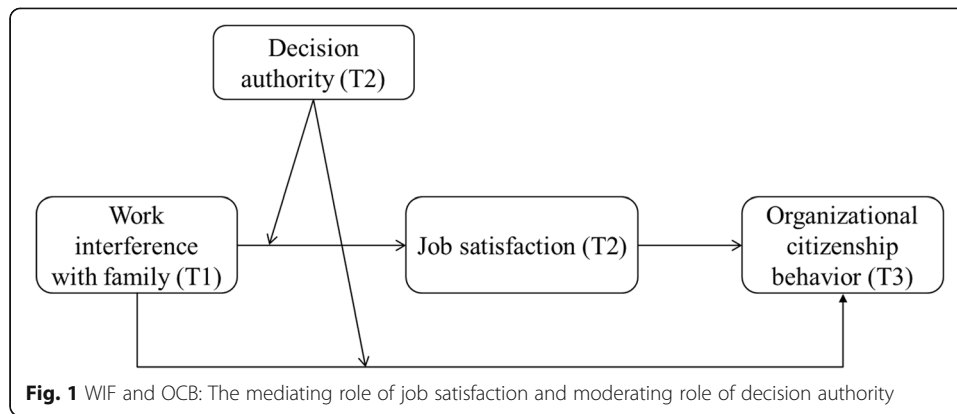 Decision
authority (T2)
Work
interference
with family (T1)
Job satisfaction (T2)
Organizational
citizenship
behavior (T3)
Fig. 1 WIF and OCB: The mediating role of job satisfaction and moderating role of decision authority